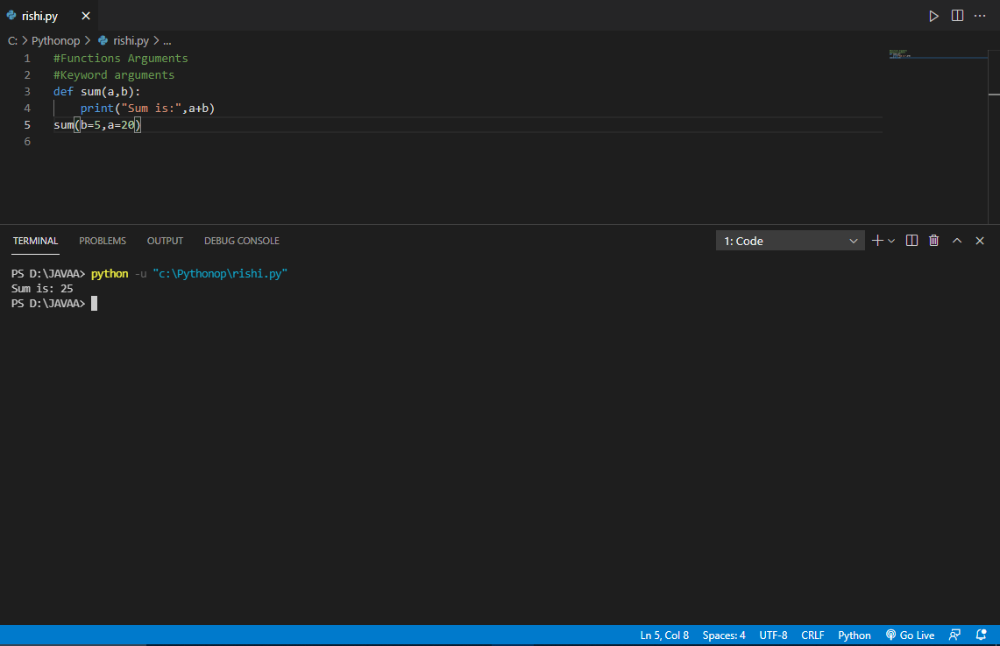 rishi.py
C: > Pythonop > rishi.py > ...
1 #Functions Arguments
2 #Keyword arguments
3 def sum(a,b):
4     print("Sum is:",a+b)
5 sum(b=5,a=20)
6
TERMINAL PROBLEMS OUTPUT DEBUG CONSOLE 1: Code
PS D:\JAVAA> python -u "c:\Pythonop\rishi.py"
Sum is: 25
PS D:\JAVAA>
Ln 5, Col 8 Spaces: 4 UTF-8 CRLF Python Go Live